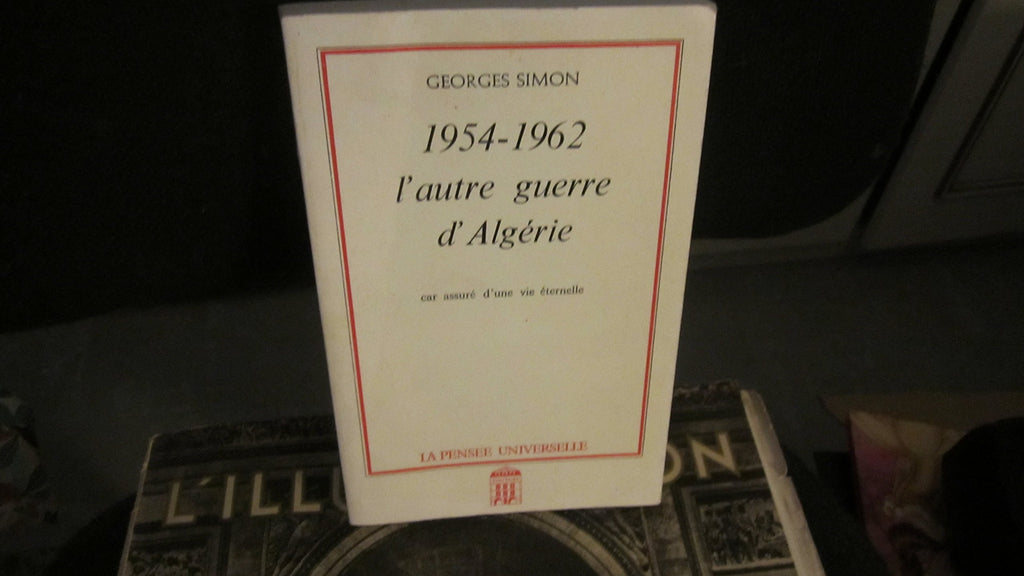 GEORGES SIMON
1954-1962
l'autre guerre
d'Algérie
car assuré d'une vie éternelle
LA PENSEE UNIVERSELLE